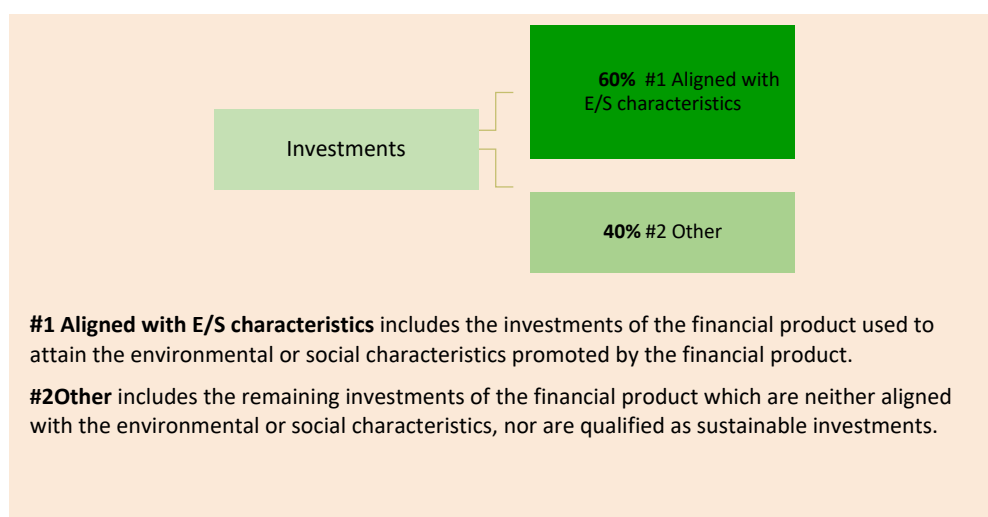 60% #1 Aligned with
E/S characteristics
Investments
40% #2 Other
#1 Aligned with E/S characteristics includes the investments of the financial product used to
attain the environmental or social characteristics promoted by the financial product.
#2Other includes the remaining investments of the financial product which are neither aligned
with the environmental or social characteristics, nor are qualified as sustainable investments.